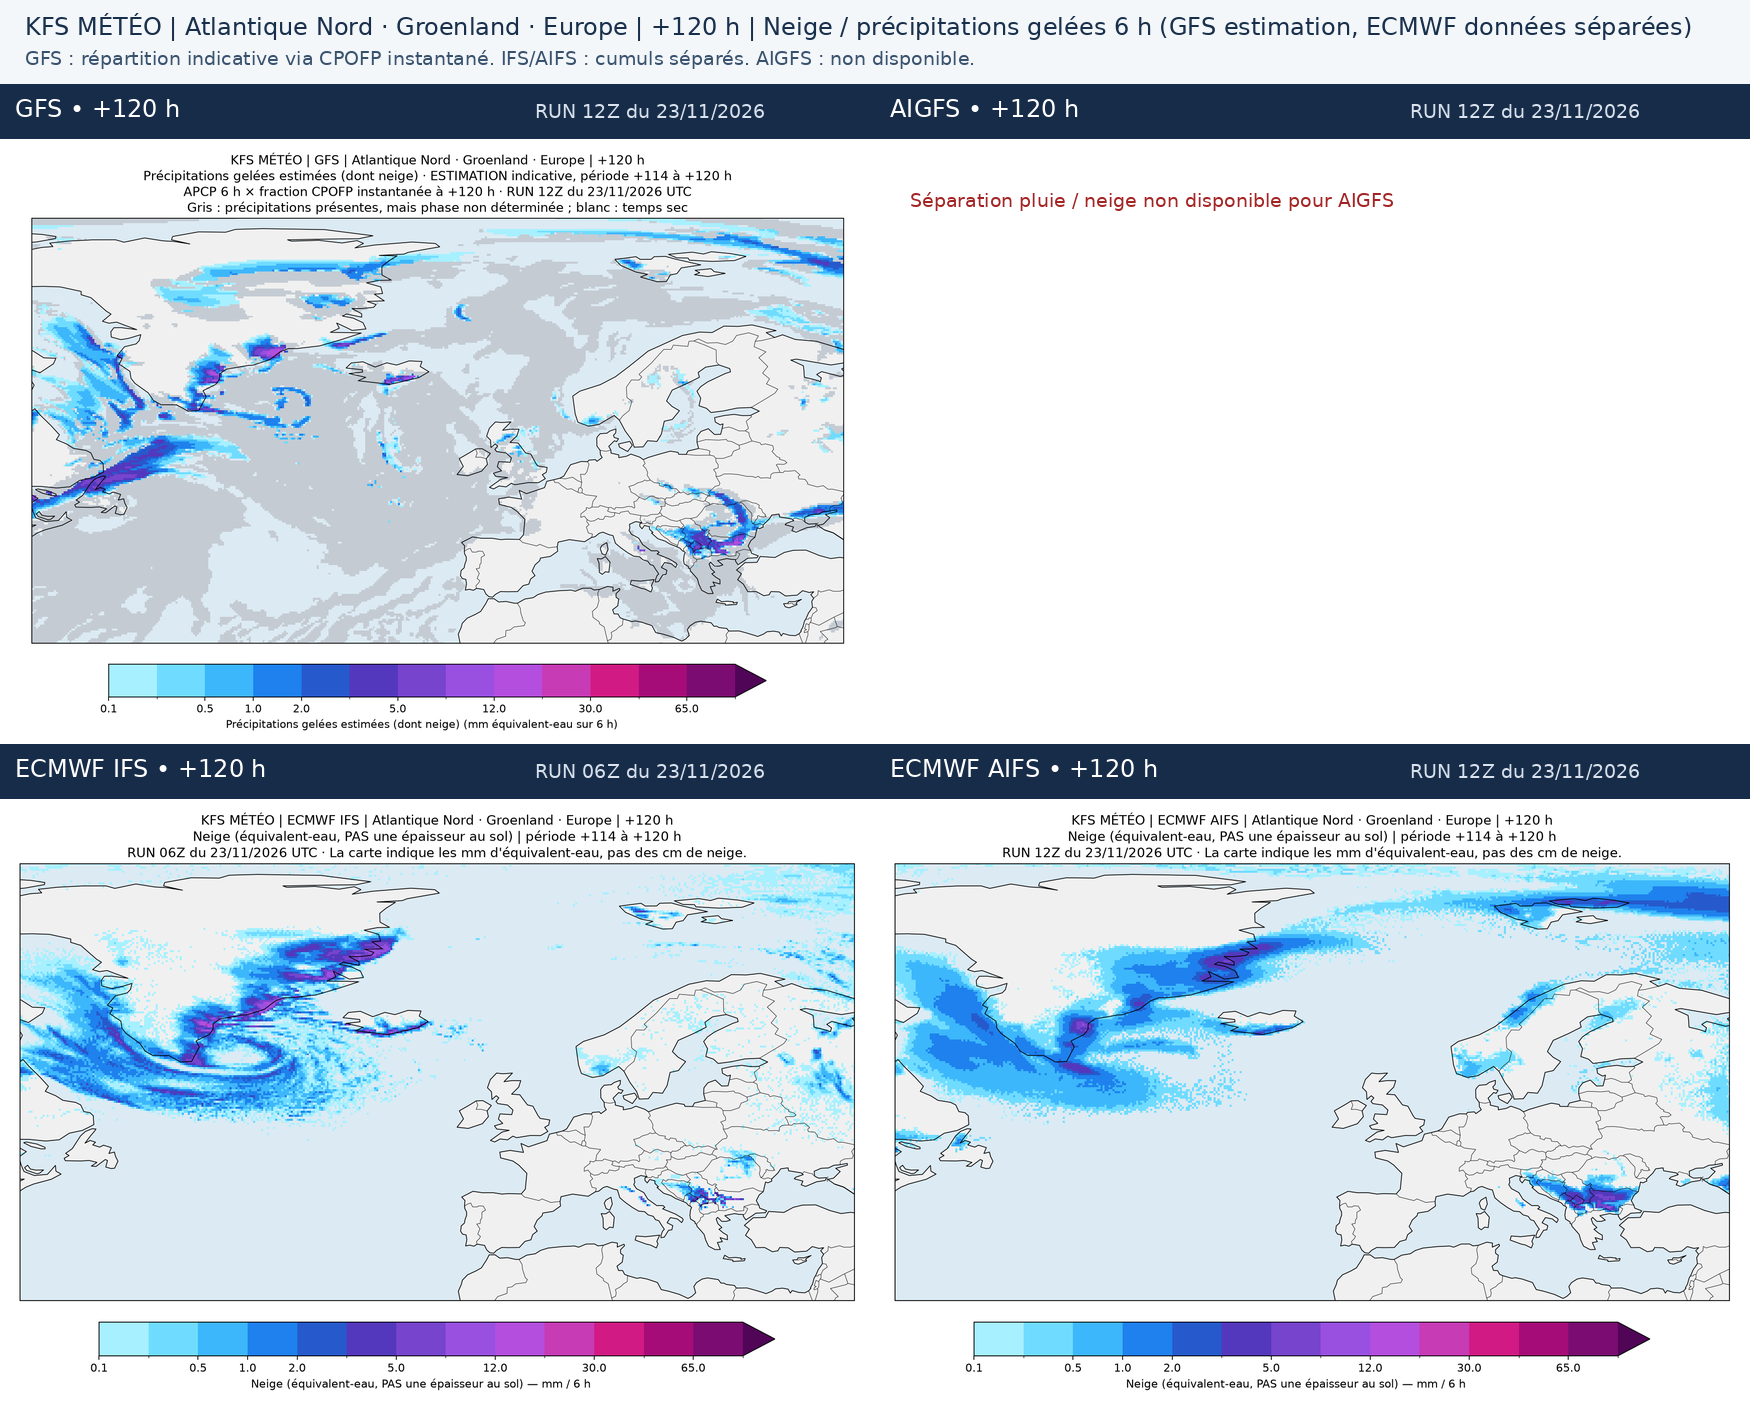 KFS MÉTÉO | Atlantique Nord · Groenland · Europe | +120 h | Neige / précipitations gelées 6 h (GFS estimation, ECMWF données séparées)
GFS : répartition indicative via CPOFP instantané. IFS/AIFS : cumuls séparés. AIGFS : non disponible.
GFS • +120 h RUN 12Z du 23/11/2026
AIGFS • +120 h RUN 12Z du 23/11/2026
KFS MÉTÉO | GFS | Atlantique Nord · Groenland · Europe | +120 h
Précipitations gelées estimées (dont neige) · ESTIMATION indicative, période +114 à +120 h
APCP 6 h × fraction CPOFP instantanée à +120 h · RUN 12Z du 23/11/2026 UTC
Gris : précipitations présentes, mais phase non déterminée ; blanc : temps sec
Séparation pluie / neige non disponible pour AIGFS
0.1 0.5 1.0 2.0 5.0 12.0 30.0 65.0
Précipitations gelées estimées (dont neige) (mm équivalent-eau sur 6 h)
ECMWF IFS • +120 h RUN 06Z du 23/11/2026
ECMWF AIFS • +120 h RUN 12Z du 23/11/2026
KFS MÉTÉO | ECMWF IFS | Atlantique Nord · Groenland · Europe | +120 h
Neige (équivalent-eau, PAS une épaisseur au sol) | période +114 à +120 h
RUN 06Z du 23/11/2026 UTC · La carte indique les mm d'équivalent-eau, pas des cm de neige.
0.1 0.5 1.0 2.0 5.0 12.0 30.0 65.0
Neige (équivalent-eau, PAS une épaisseur au sol) — mm / 6 h
KFS MÉTÉO | ECMWF AIFS | Atlantique Nord · Groenland · Europe | +120 h
Neige (équivalent-eau, PAS une épaisseur au sol) | période +114 à +120 h
RUN 12Z du 23/11/2026 UTC · La carte indique les mm d'équivalent-eau, pas des cm de neige.
0.1 0.5 1.0 2.0 5.0 12.0 30.0 65.0
Neige (équivalent-eau, PAS une épaisseur au sol) — mm / 6 h